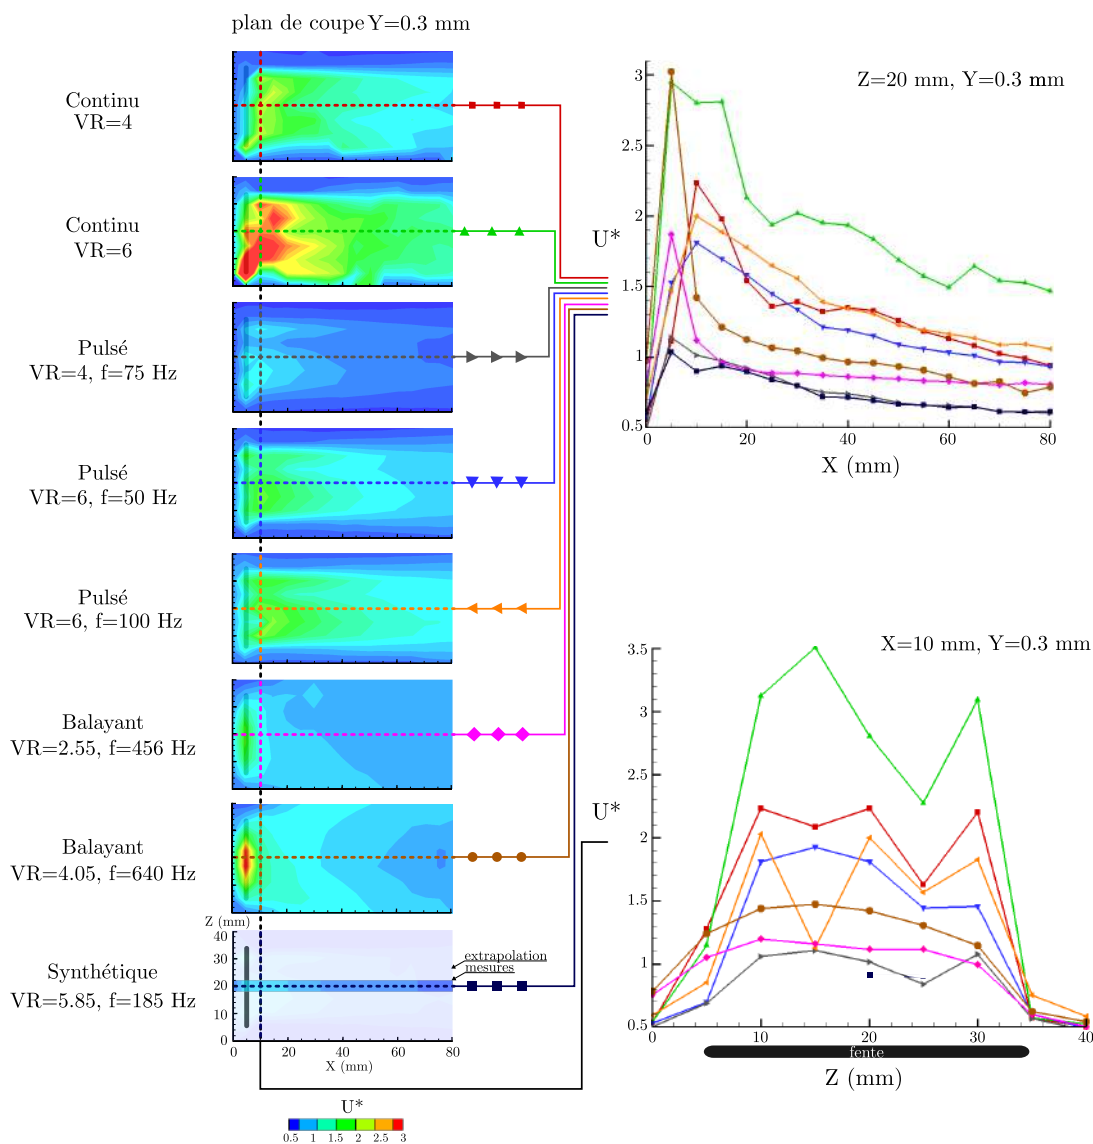 plan de coupe Y=0.3 mm
Continu
VR=4
Continu
VR=6
Pulsé
VR=4, f=75 Hz
Pulsé
VR=6, f=50 Hz
Pulsé
VR=6, f=100 Hz
Balayant
VR=2.55, f=456 Hz
Balayant
VR=4.05, f=640 Hz
Synthétique
VR=5.85, f=185 Hz
Z (mm)
40
30
20
10
0
extrapolation
mesures
0 20 40 60 80
X (mm)
U*
0.5 1 1.5 2 2.5 3
Z=20 mm, Y=0.3 mm
U*
3
2.5
2
1.5
1
0.5
0 20 40 60 80
X (mm)
X=10 mm, Y=0.3 mm
U*
3.5
3
2.5
2
1.5
1
0.5
0 10 20 30 40
fente
Z (mm)